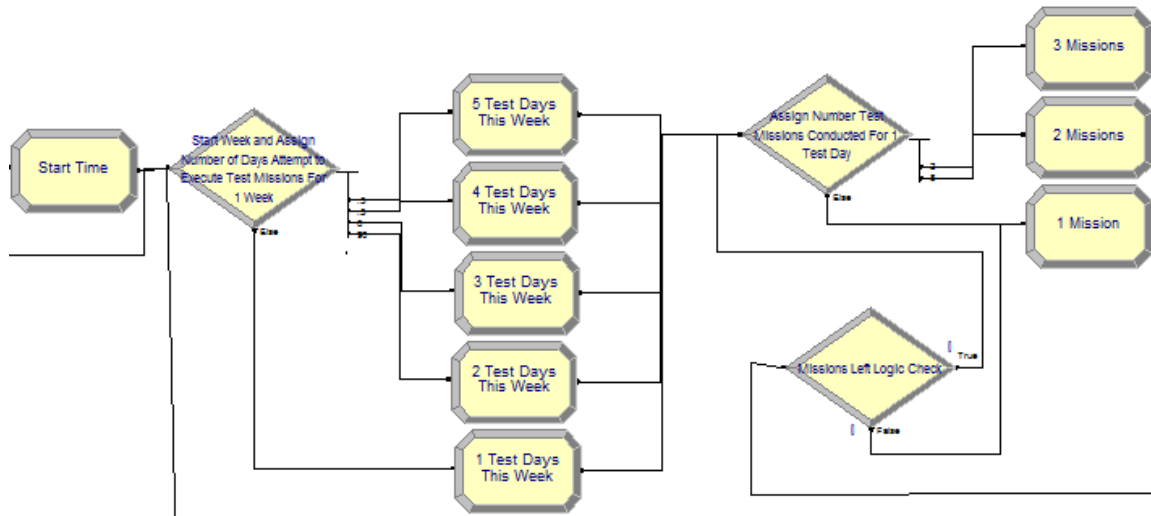 Start Time
Start Week and Assign
Number of Days Attempt to
Execute Test Missions For
1 Week
Else
5 Test Days
This Week
4 Test Days
This Week
3 Test Days
This Week
2 Test Days
This Week
1 Test Days
This Week
Assign Number Test
Missions Conducted For 1
Test Day
Else
3 Missions
2 Missions
1 Mission
Missions Left Logic Check
True
False